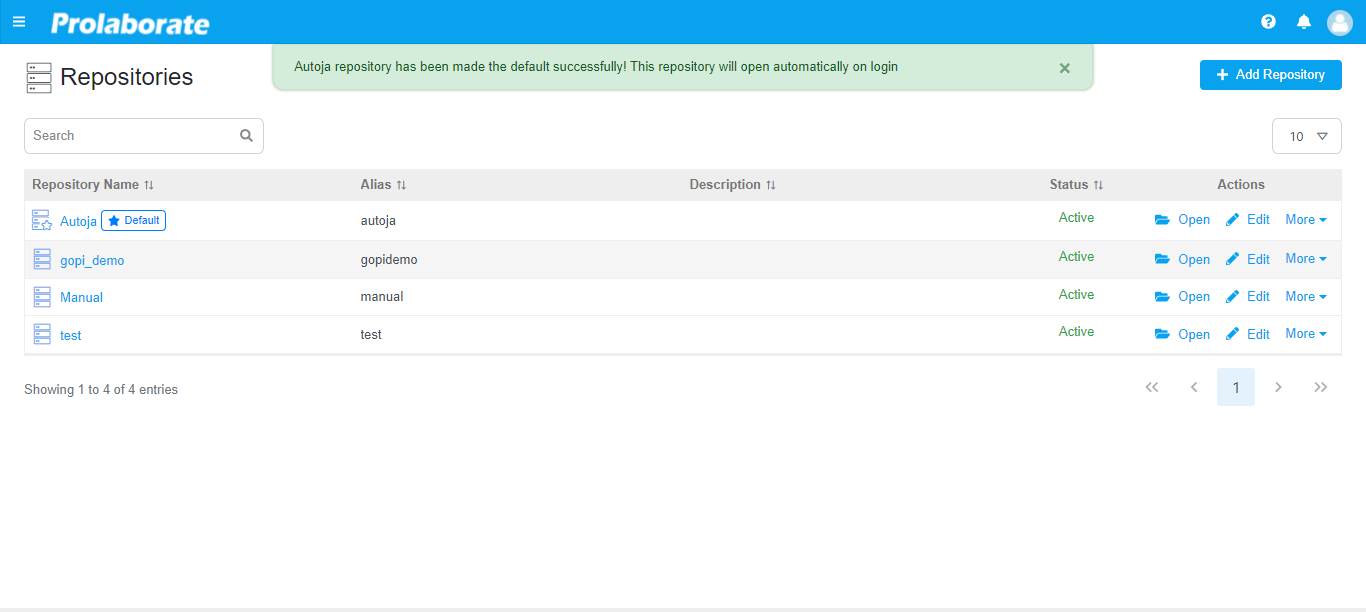 Prolaborate
Repositories
Autoja repository has been made the default successfully! This repository will open automatically on login
Add Repository
Search
10
Repository Name Alias Description Status Actions
Autoja Default autoja Active Open Edit More
gopi_demo gopidemo Active Open Edit More
Manual manual Active Open Edit More
test test Active Open Edit More
Showing 1 to 4 of 4 entries
1